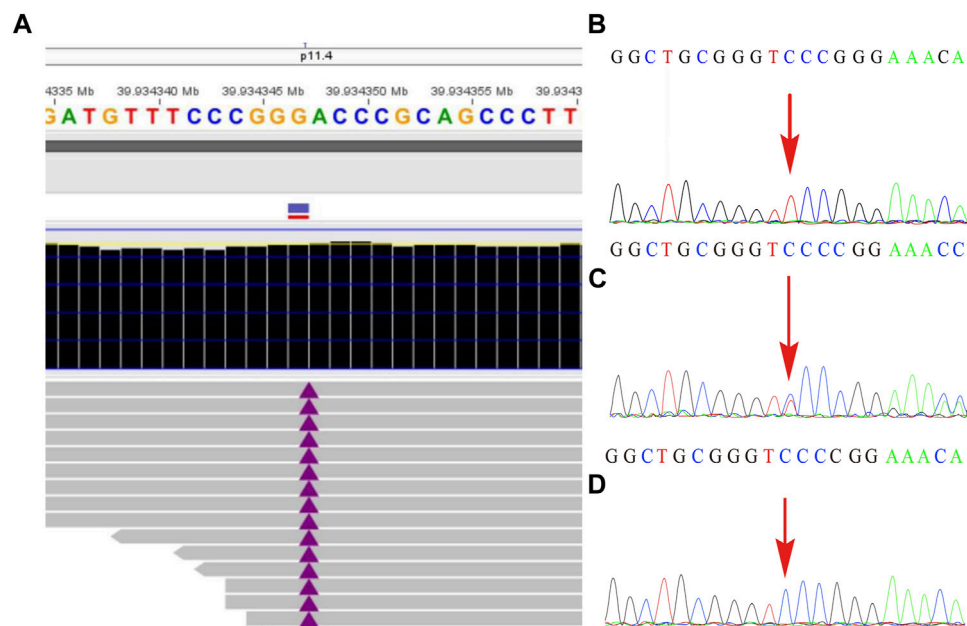 A
p11.4
4335 Mb 39.934340 Mb 39.934345 Mb 39.934350 Mb 39.934355 Mb 39.9343
GATGTTTCCCGGGACCCGCAGCCCTT
B
GGCTGCGGGTCCCGGGAAACA
GGCTGCGGGTCCCCGGAAACC
C
GGCTGCGGGTCCCCGGAAACA
D